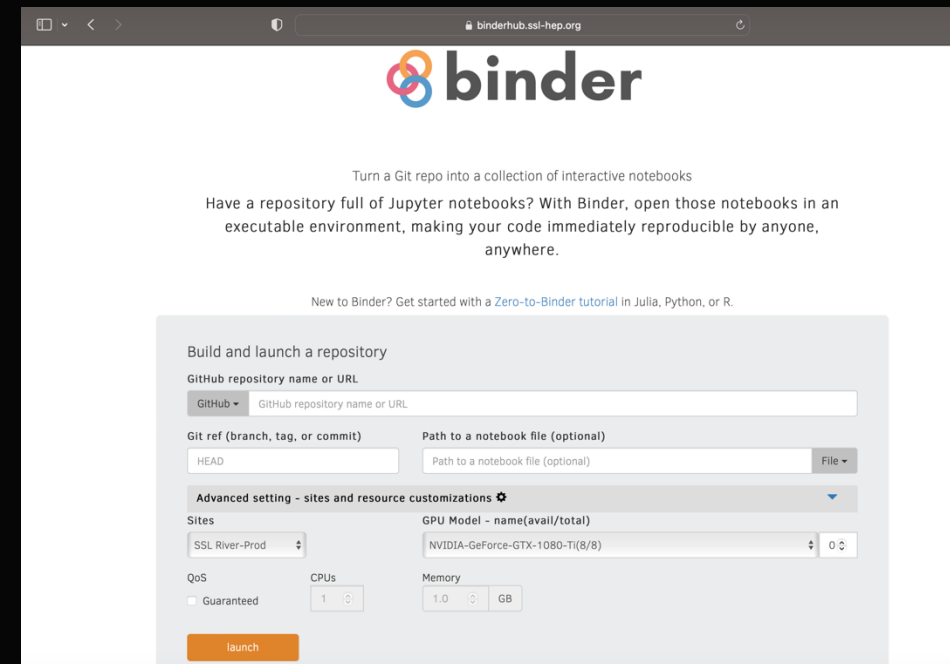 binderhub.ssl-hep.org
binder
Turn a Git repo into a collection of interactive notebooks
Have a repository full of Jupyter notebooks? With Binder, open those notebooks in an
executable environment, making your code immediately reproducible by anyone,
anywhere.
New to Binder? Get started with a Zero-to-Binder tutorial in Julia, Python, or R.
Build and launch a repository
GitHub repository name or URL
GitHub GitHub repository name or URL
Git ref (branch, tag, or commit) Path to a notebook file (optional)
HEAD Path to a notebook file (optional) File
Advanced setting - sites and resource customizations
Sites GPU Model - name(avail/total)
SSL River-Prod NVIDIA-GeForce-GTX-1080-Ti(8/8) 0
QoS CPUs Memory
Guaranteed 1 1.0 GB
launch